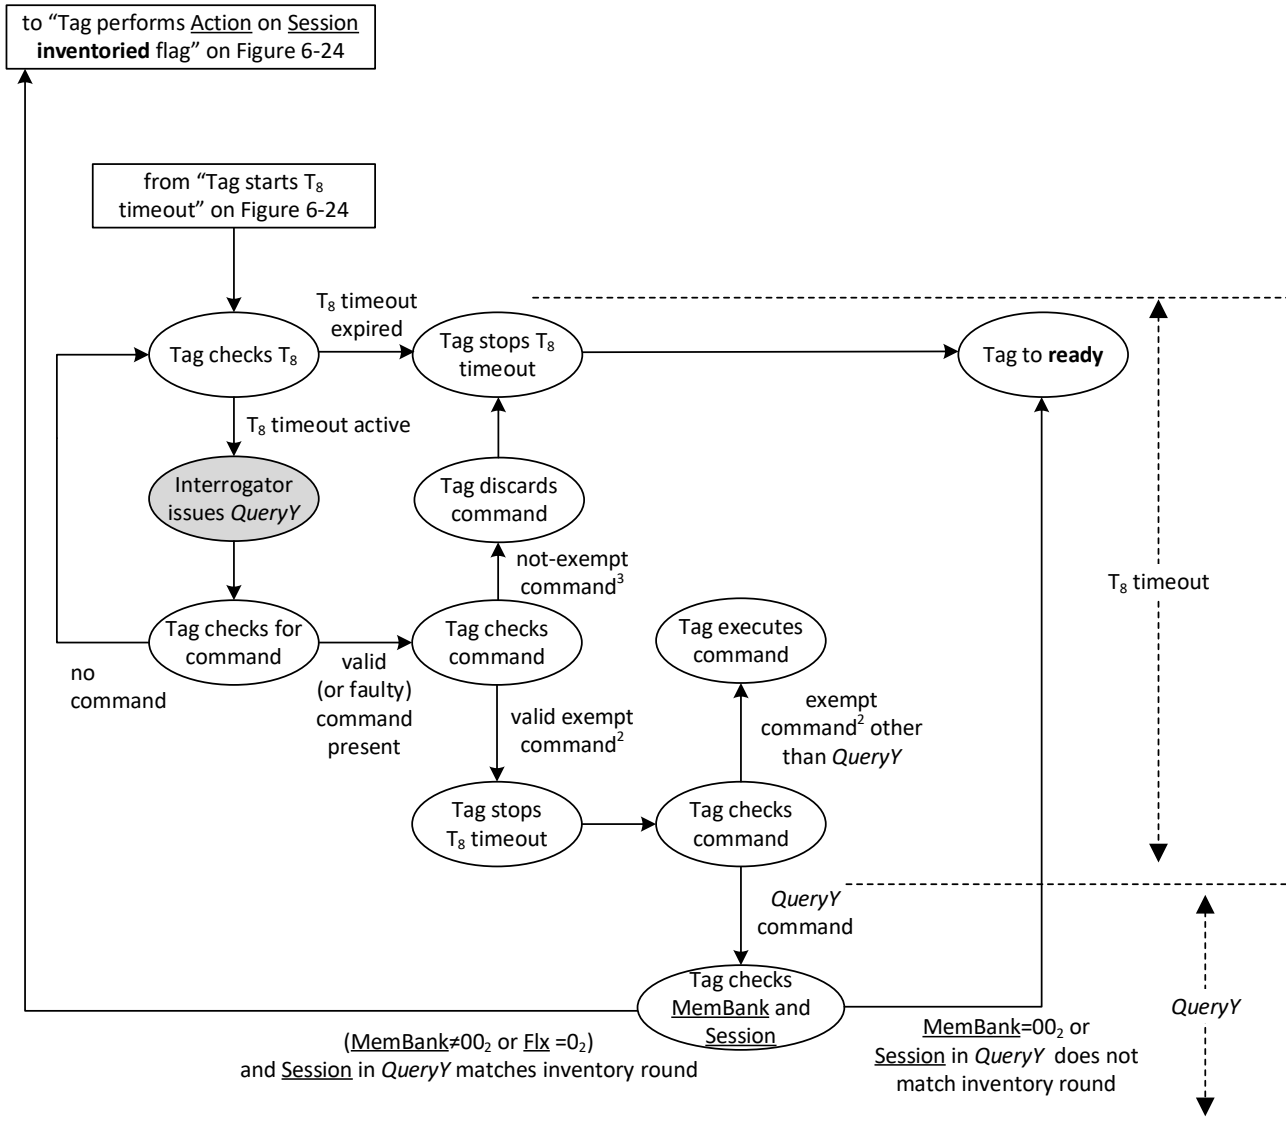 to “Tag performs Action on Session
inventoried flag” on Figure 6-24
from “Tag starts T₈
timeout” on Figure 6-24
Tag checks T₈
T₈ timeout
expired
Tag stops T₈
timeout
Tag to ready
T₈ timeout active
Interrogator
issues QueryY
Tag discards
command
not-exempt
command³
T₈ timeout
Tag checks for
command
no
command
valid
(or faulty)
command
present
Tag checks
command
Tag executes
command
valid exempt
command²
exempt
command² other
than QueryY
Tag stops
T₈ timeout
Tag checks
command
QueryY
command
Tag checks
MemBank and
Session
QueryY
(MemBank≠00₂ or Flx =0₂)
and Session in QueryY matches inventory round
MemBank=00₂ or
Session in QueryY does not
match inventory round